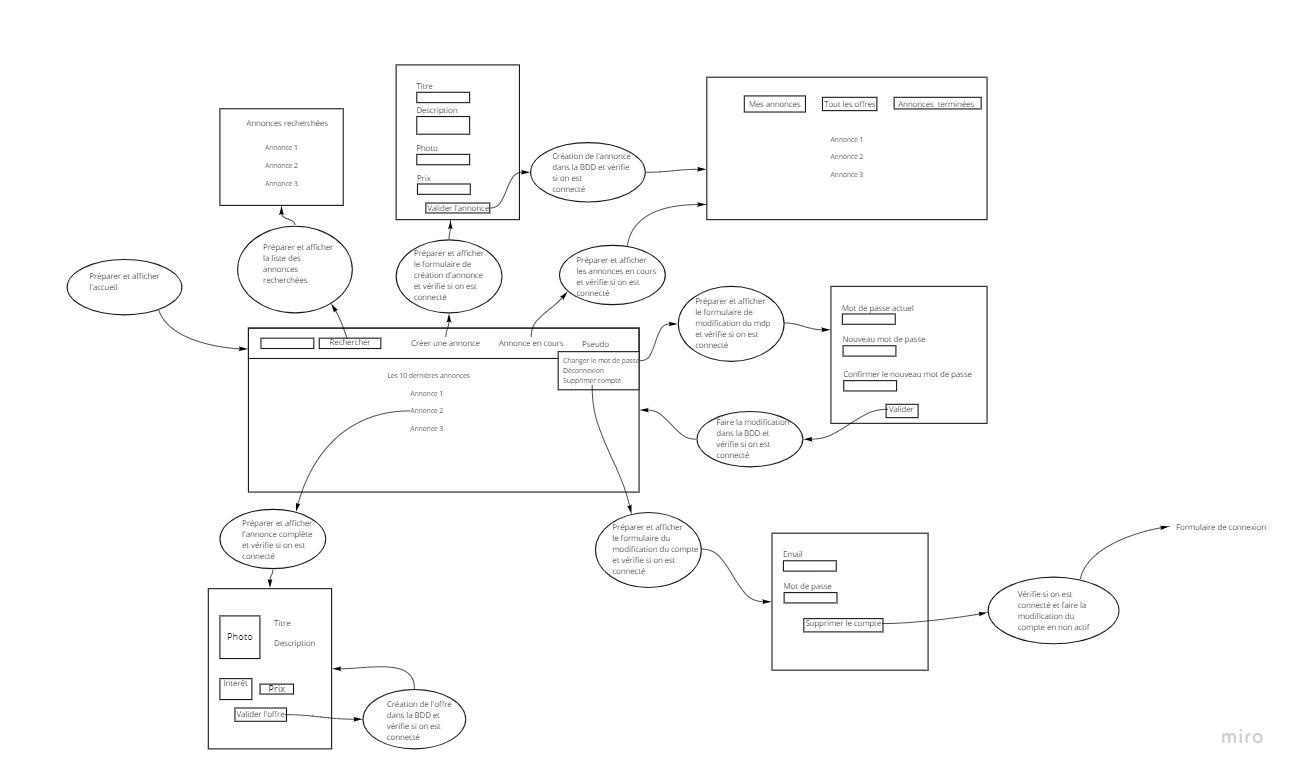 Titre
Description
Photo
Prix
Valider l'annonce
Annonces recherchées
Annonce 1
Annonce 2
Annonce 3
Création de l'annonce
dans la BDD et vérifie
si on est
connecté
Mes annonces
Tout les offres
Annonces terminées
Annonce 1
Annonce 2
Annonce 3
Préparer et afficher
l'accueil
Préparer et afficher
la liste des
annonces
recherchées
Préparer et afficher
le formulaire de
création d'annonce
et vérifie si on est
connecté
Préparer et afficher
les annonces en cours
et vérifie si on est
connecté
Préparer et afficher
le formulaire de
modification du mdp
et vérifie si on est
connecté
Mot de passe actuel
Nouveau mot de passe
Confirmer le nouveau mot de passe
Valider
Rechercher
Créer une annonce
Annonce en cours
Pseudo
Changer le mot de passe
Déconnexion
Supprimer compte
Les 10 dernières annonces
Annonce 1
Annonce 2
Annonce 3
Faire la modification
dans la BDD et
vérifie si on est
connecté
Préparer et afficher
l'annonce complète
et vérifie si on est
connecté
Préparer et afficher
le formulaire du
modification du compte
et vérifie si on est
connecté
Email
Mot de passe
Supprimer le compte
Formulaire de connexion
Vérifie si on est
connecté et faire la
modification du
compte en non actif
Photo
Titre
Description
Interêt
Prix
Valider l'offre
Création de l'offre
dans la BDD et
vérifie si on est
connecté
miro